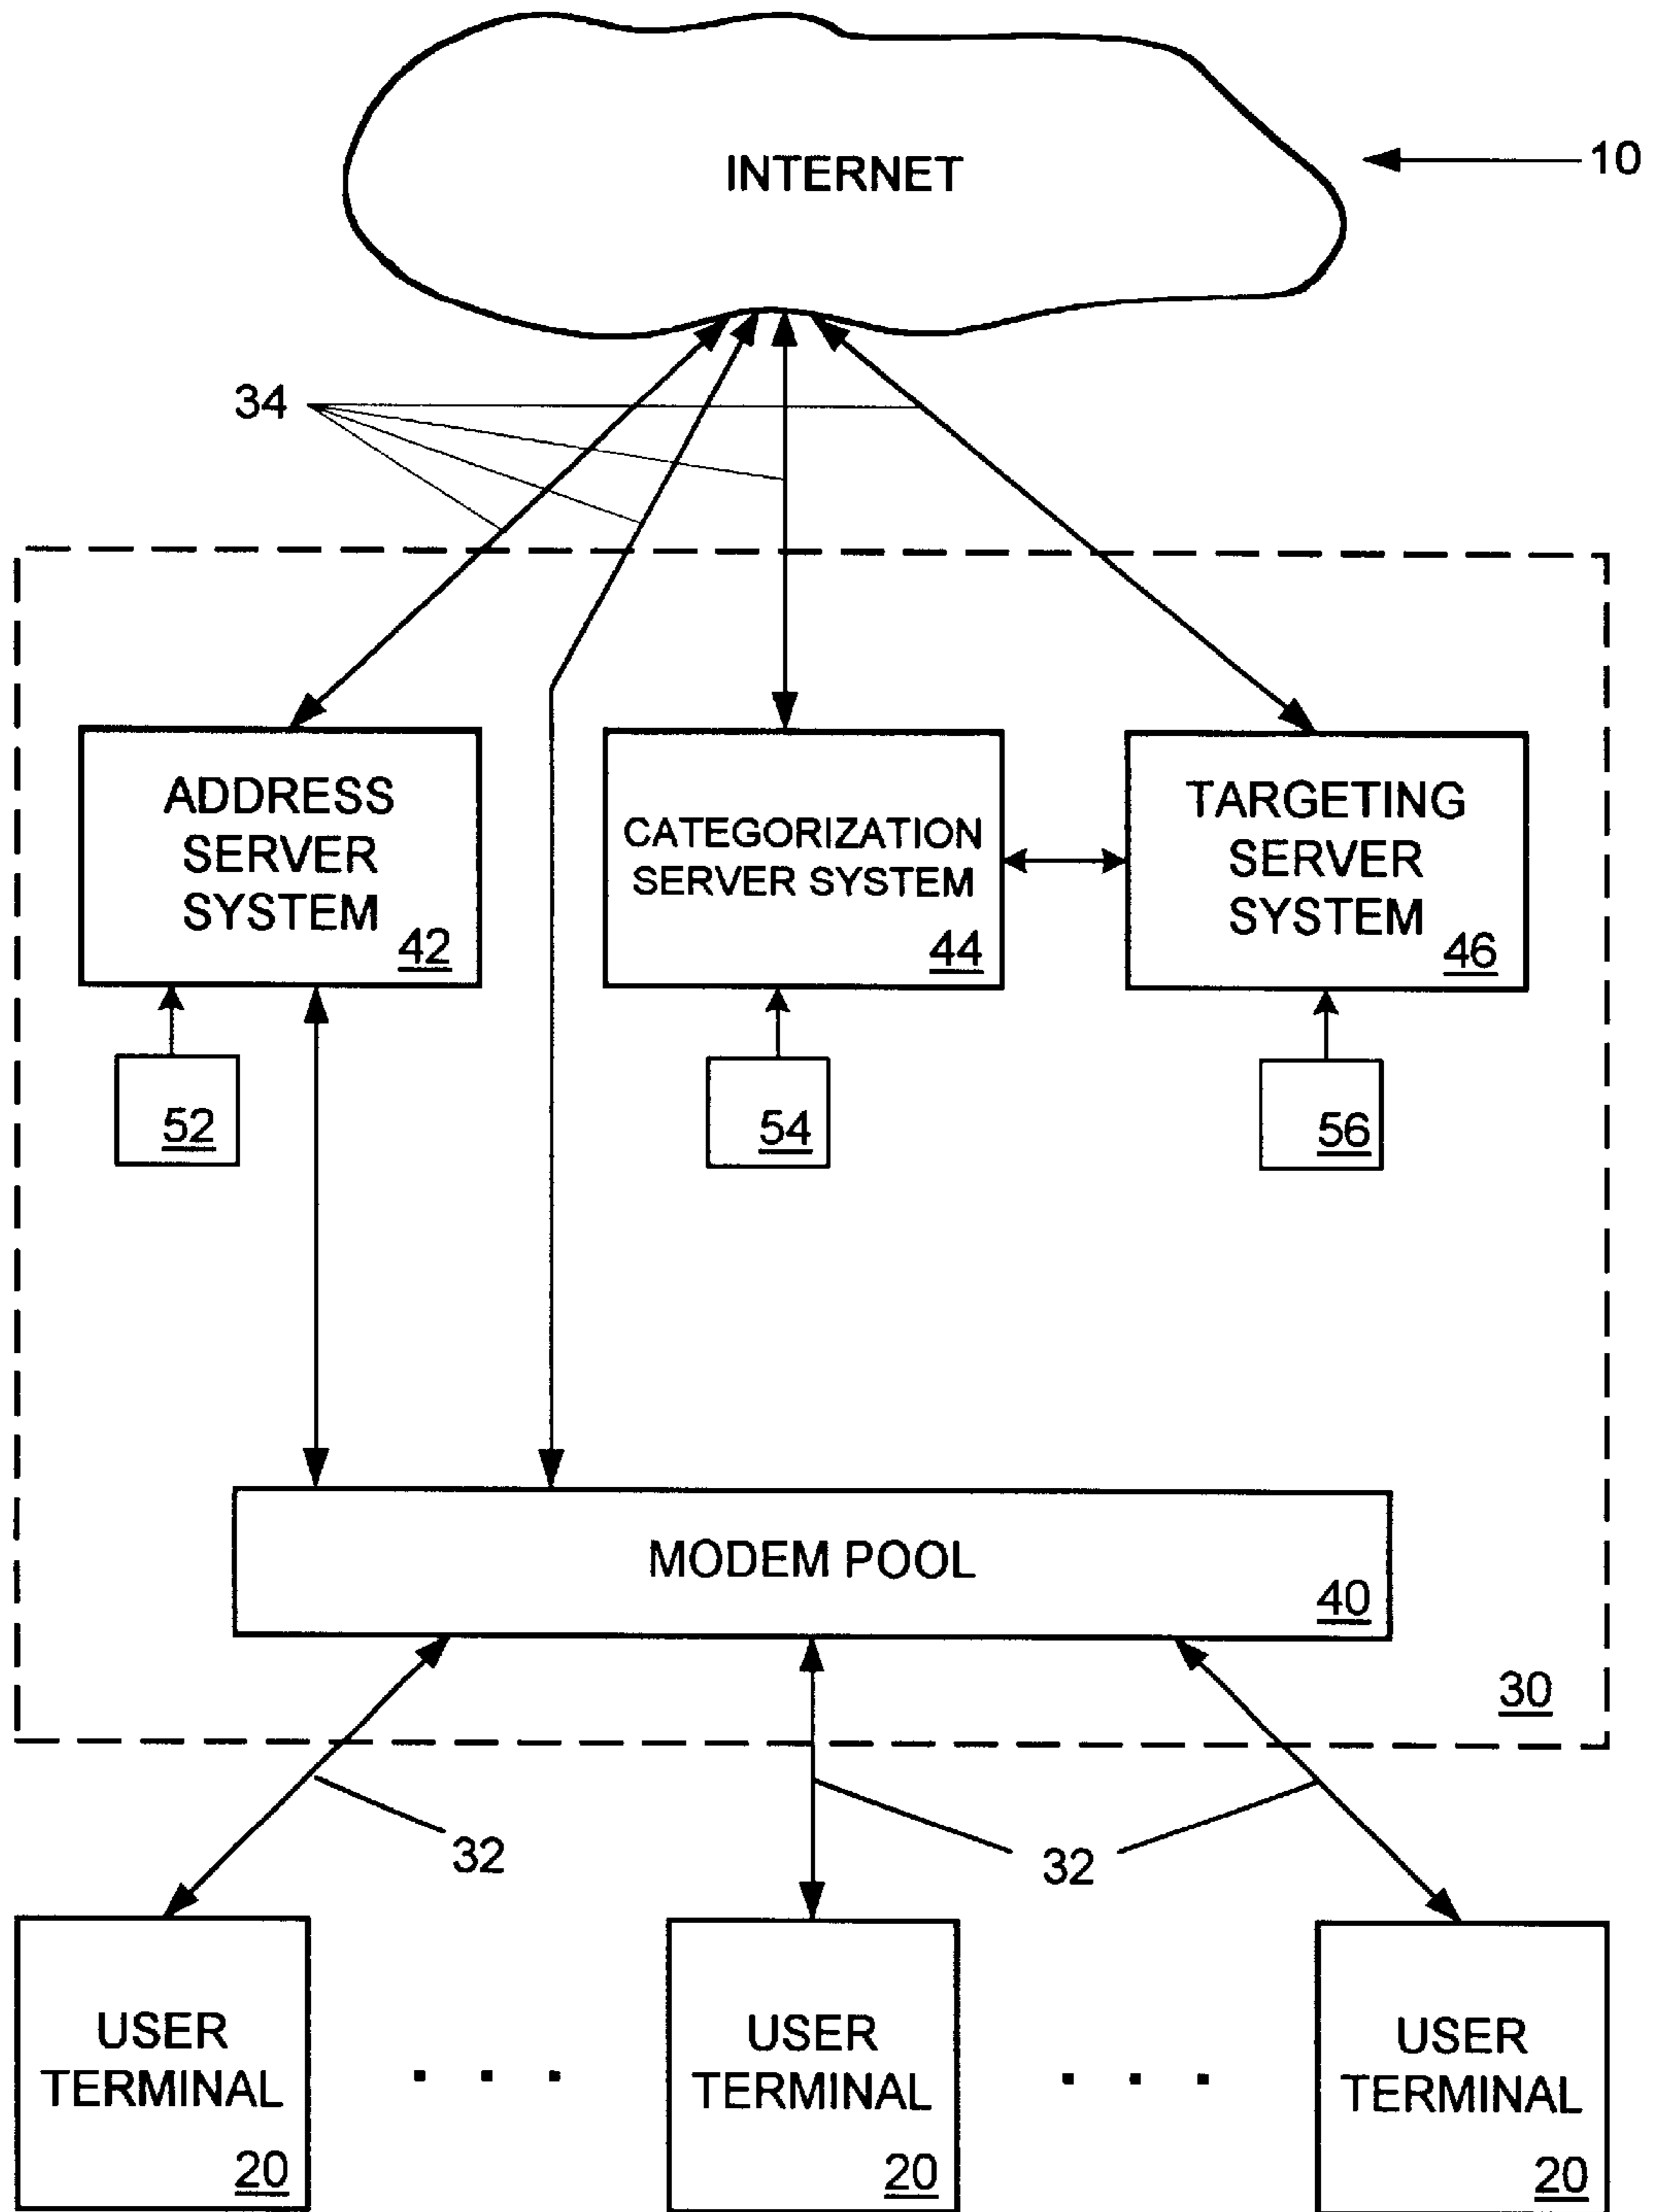 INTERNET
10
34
ADDRESS
SERVER
SYSTEM
42
CATEGORIZATION
SERVER SYSTEM
44
TARGETING
SERVER
SYSTEM
46
52
54
56
MODEM POOL
40
30
32
32
USER
TERMINAL
20
USER
TERMINAL
20
USER
TERMINAL
20